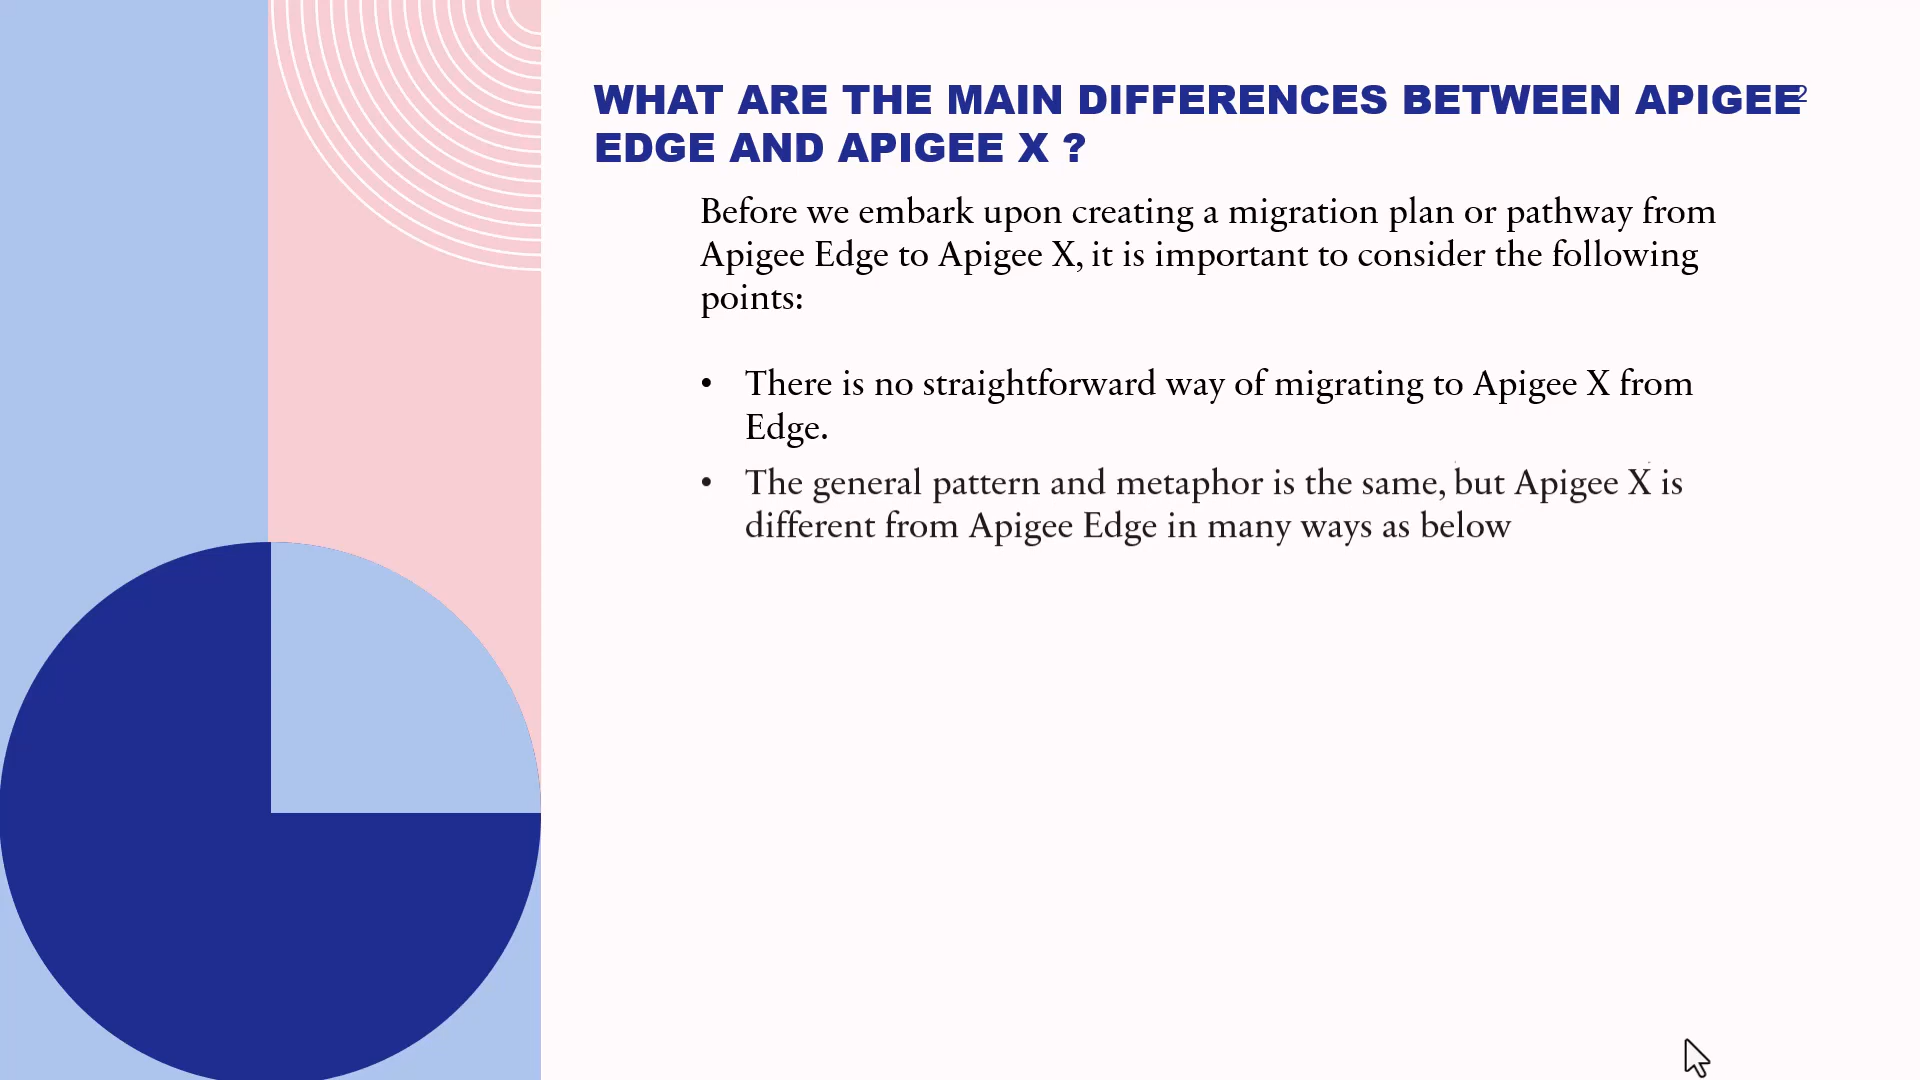 WHAT ARE THE MAIN DIFFERENCES BETWEEN APIGEE
2
EDGE AND APIGEE X ?
Before we embark upon creating a migration plan or pathway from
Apigee Edge to Apigee X, it is important to consider the following
points:
• There is no straightforward way of migrating to Apigee X from
Edge.
• The general pattern and metaphor is the same, but Apigee X is
different from Apigee Edge in many ways as below